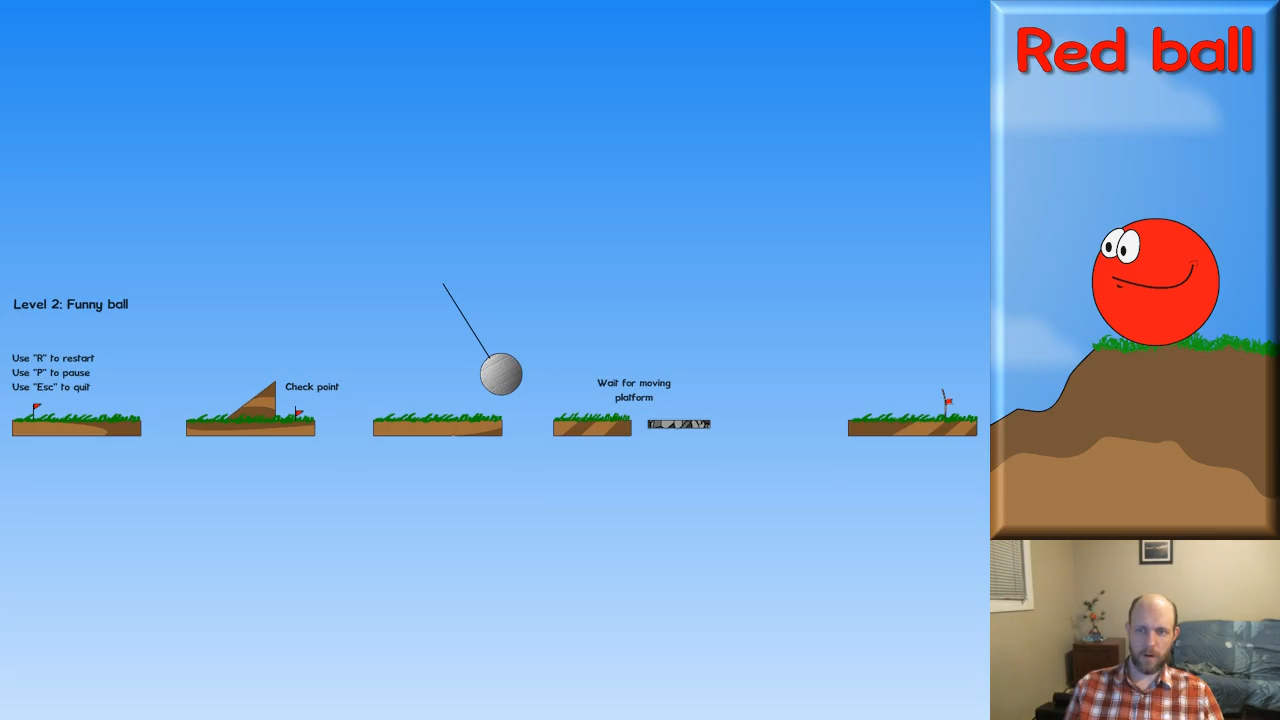 Red ball
Level 2: Funny ball
Use "R" to restart
Use "P" to pause
Use "Esc" to quit
Check point
Wait for moving
platform